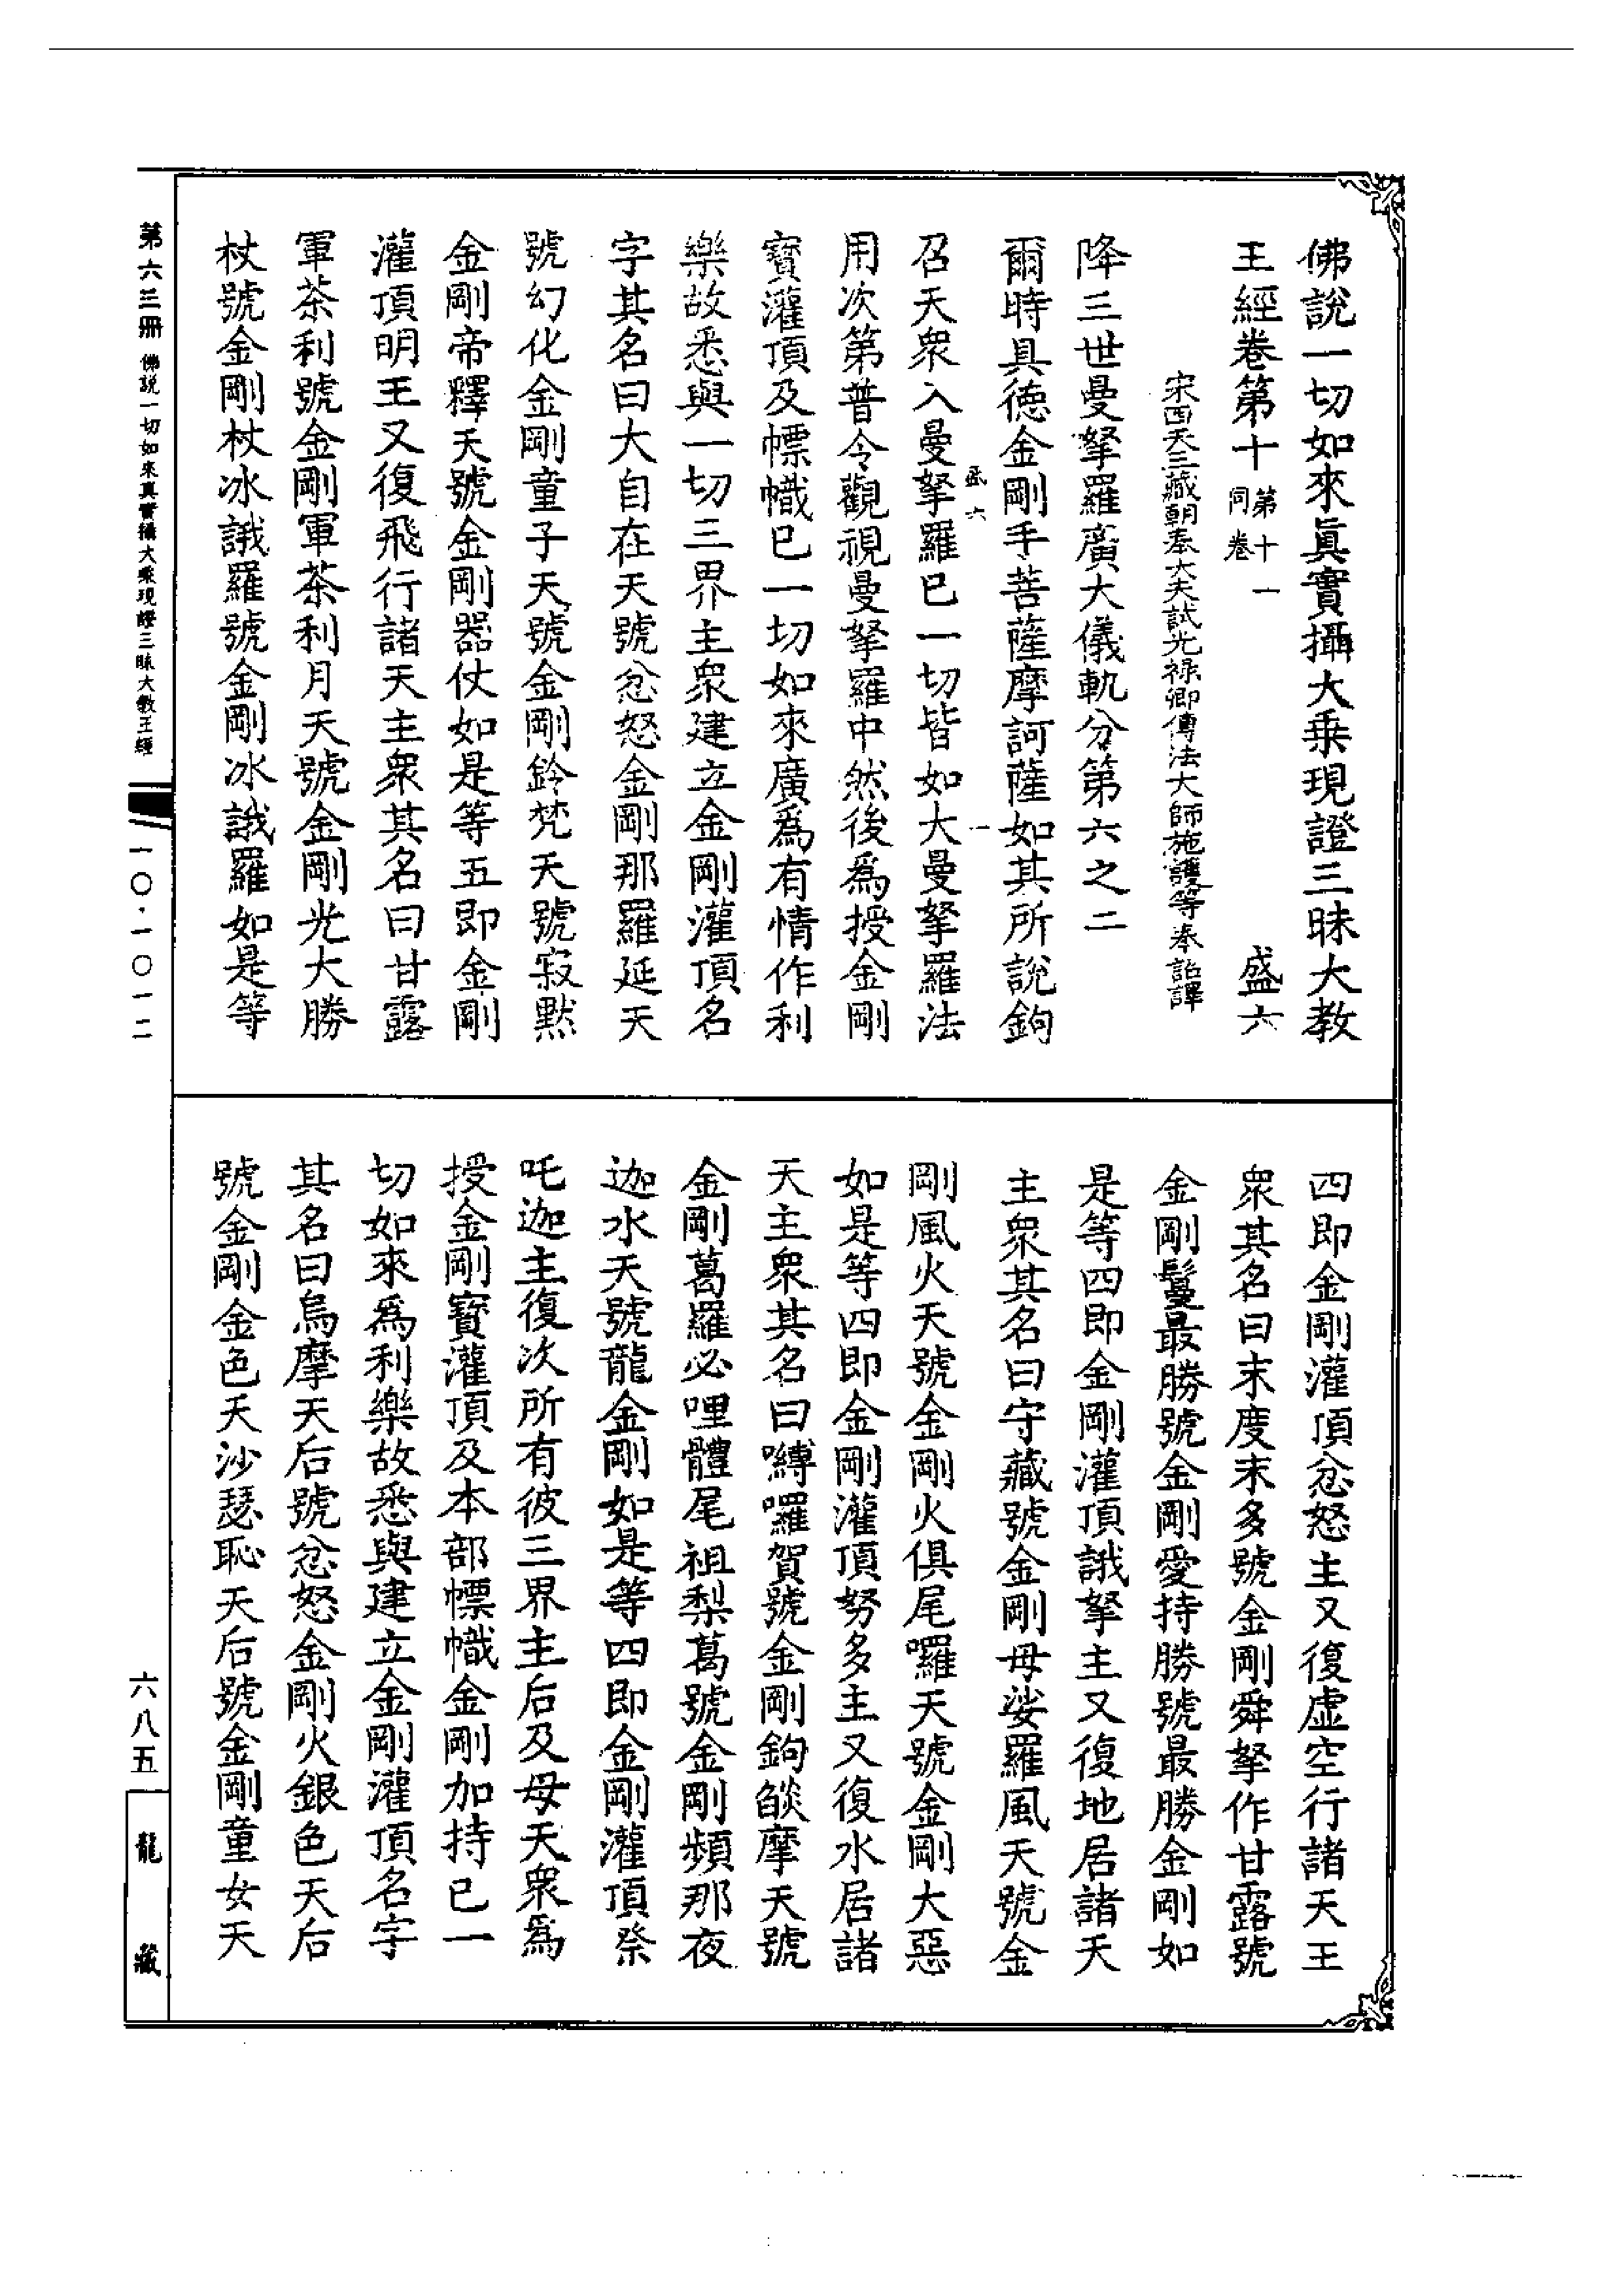 佛說一切如來眞實攝大乗現證三昧大教
王經卷第十 第十一同卷 盛六
宋西天三藏朝奉大夫試光禄卿傳法大師施護等奉詔譯
降三世曼拏羅廣大儀軌分第六之二
爾時具德金剛手菩薩摩訶薩如其所說鉤
召天衆入曼拏羅已一切皆如大曼拏羅法
盛六 一
用次第普令觀視曼拏羅中然後爲授金剛
寳灌頂及幖幟已一切如來廣爲有情作利
樂故悉與一切三界主衆建立金剛灌頂名
字其名曰大自在天號忿怒金剛那羅延天
號幻化金剛童子天號金剛鈴梵天號寂黙
金剛帝釋天號金剛器仗如是等五即金剛
灌頂明王又復飛行諸天主衆其名曰甘露
軍茶利號金剛軍茶利月天號金剛光大勝
杖號金剛杖冰誐羅號金剛冰誐羅如是等
四即金剛灌頂忿怒主又復虛空行諸天王
衆其名曰末度末多號金剛舜拏作甘露號
金剛鬘最勝號金剛愛持勝號最勝金剛如
是等四即金剛灌頂誐拏主又復地居諸天
主衆其名曰守藏號金剛母娑羅風天號金
剛風火天號金剛火俱尾囉天號金剛大惡
如是等四即金剛灌頂努多主又復水居諸
天主衆其名曰嚩囉賀號金剛鉤燄摩天號
金剛葛羅必哩體尾祖梨葛號金剛頻那夜
迦水天號龍金剛如是等四即金剛灌頂祭
吒迦主復次所有彼三界主后及母天衆爲
授金剛寳灌頂及本部幖幟金剛加持已一
切如來爲利樂故悉與建立金剛灌頂名字
其名曰烏摩天后號忿怒金剛火銀色天后
號金剛金色天沙瑟恥天后號金剛童女天
第六三册 佛說一切如來真實攝大乘現證三昧大教王經
一〇・一〇一二
六八五
龍藏